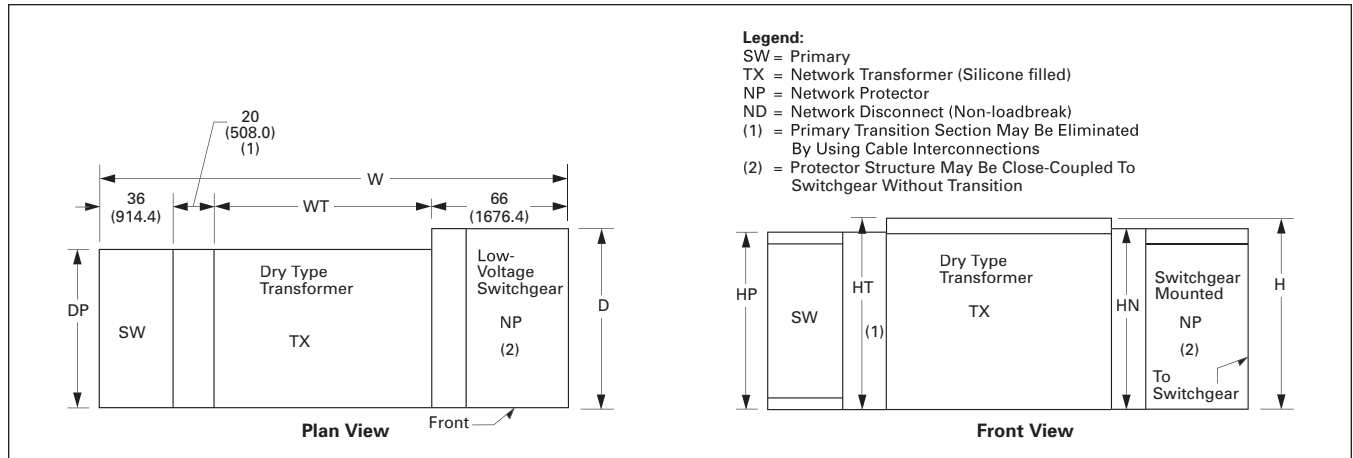 Legend:
SW = Primary
TX = Network Transformer (Silicone filled)
NP = Network Protector
ND = Network Disconnect (Non-loadbreak)
(1) = Primary Transition Section May Be Eliminated
By Using Cable Interconnections
(2) = Protector Structure May Be Close-Coupled To
Switchgear Without Transition
20
(508.0)
(1)
W
36
(914.4)
WT
66
(1676.4)
DP
SW
Dry Type
Transformer
TX
Low-
Voltage
Switchgear
NP
(2)
D
Front
Plan View
HP
SW
HT
(1)
Dry Type
Transformer
TX
HN
Switchgear
Mounted
NP
(2)
To
Switchgear
H
Front View